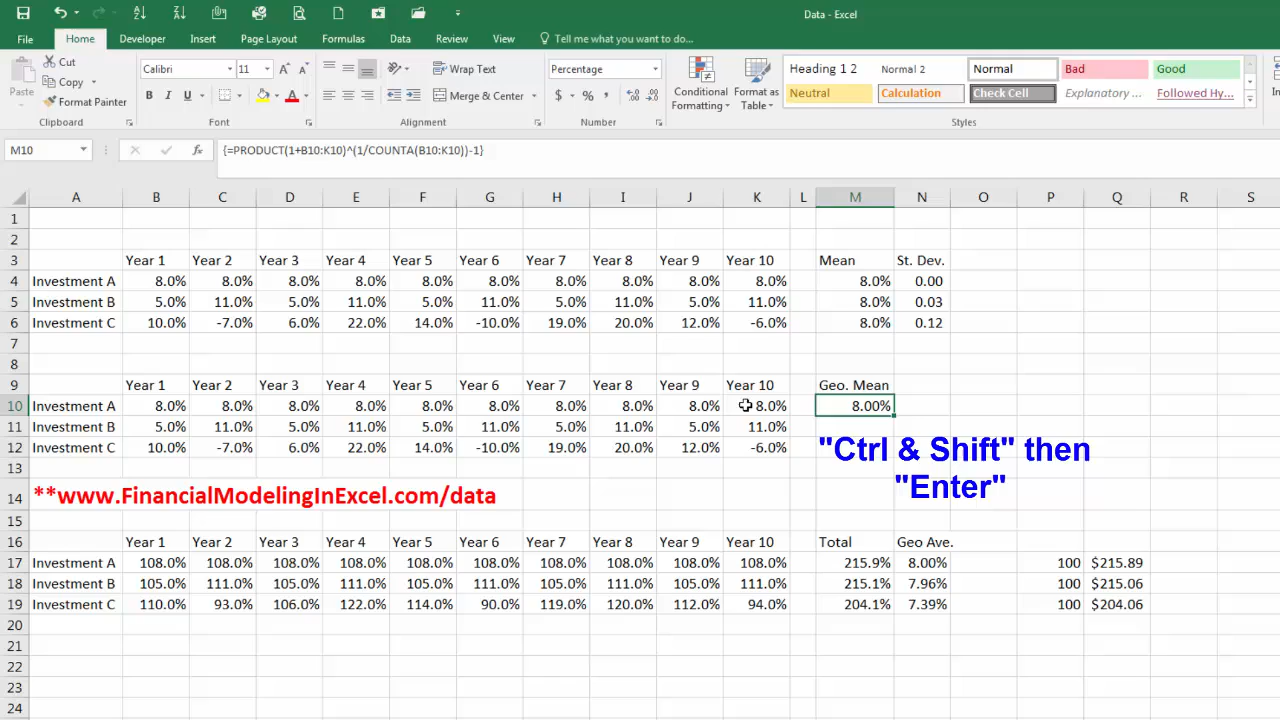 Data - Excel
File Home Developer Insert Page Layout Formulas Data Review View Tell me what you want to do...
Paste Cut Copy Format Painter Clipboard
Calibri 11 A A B I U A Font
Wrap Text Merge & Center Alignment
Percentage $ % , Number
Conditional Formatting Format as Table
Heading 1 2 Normal 2 Normal Bad Good
Neutral Calculation Check Cell Explanatory ... Followed Hy...
Styles
M10 fx {=PRODUCT(1+B10:K10)^(1/COUNTA(B10:K10))-1}
A B C D E F G H I J K L M N O P Q R S
1
2
3 Year 1 Year 2 Year 3 Year 4 Year 5 Year 6 Year 7 Year 8 Year 9 Year 10 Mean St. Dev.
4 Investment A 8.0% 8.0% 8.0% 8.0% 8.0% 8.0% 8.0% 8.0% 8.0% 8.0% 8.0% 0.00
5 Investment B 5.0% 11.0% 5.0% 11.0% 5.0% 11.0% 5.0% 11.0% 5.0% 11.0% 8.0% 0.03
6 Investment C 10.0% -7.0% 6.0% 22.0% 14.0% -10.0% 19.0% 20.0% 12.0% -6.0% 8.0% 0.12
7
8
9 Year 1 Year 2 Year 3 Year 4 Year 5 Year 6 Year 7 Year 8 Year 9 Year 10 Geo. Mean
10 Investment A 8.0% 8.0% 8.0% 8.0% 8.0% 8.0% 8.0% 8.0% 8.0% 8.0% 8.00%
11 Investment B 5.0% 11.0% 5.0% 11.0% 5.0% 11.0% 5.0% 11.0% 5.0% 11.0%
12 Investment C 10.0% -7.0% 6.0% 22.0% 14.0% -10.0% 19.0% 20.0% 12.0% -6.0%
"Ctrl & Shift" then
"Enter"
13
14 **www.FinancialModelingInExcel.com/data
15
16 Year 1 Year 2 Year 3 Year 4 Year 5 Year 6 Year 7 Year 8 Year 9 Year 10 Total Geo Ave.
17 Investment A 108.0% 108.0% 108.0% 108.0% 108.0% 108.0% 108.0% 108.0% 108.0% 108.0% 215.9% 8.00% 100 $215.89
18 Investment B 105.0% 111.0% 105.0% 111.0% 105.0% 111.0% 105.0% 111.0% 105.0% 111.0% 215.1% 7.96% 100 $215.06
19 Investment C 110.0% 93.0% 106.0% 122.0% 114.0% 90.0% 119.0% 120.0% 112.0% 94.0% 204.1% 7.39% 100 $204.06
20
21
22
23
24